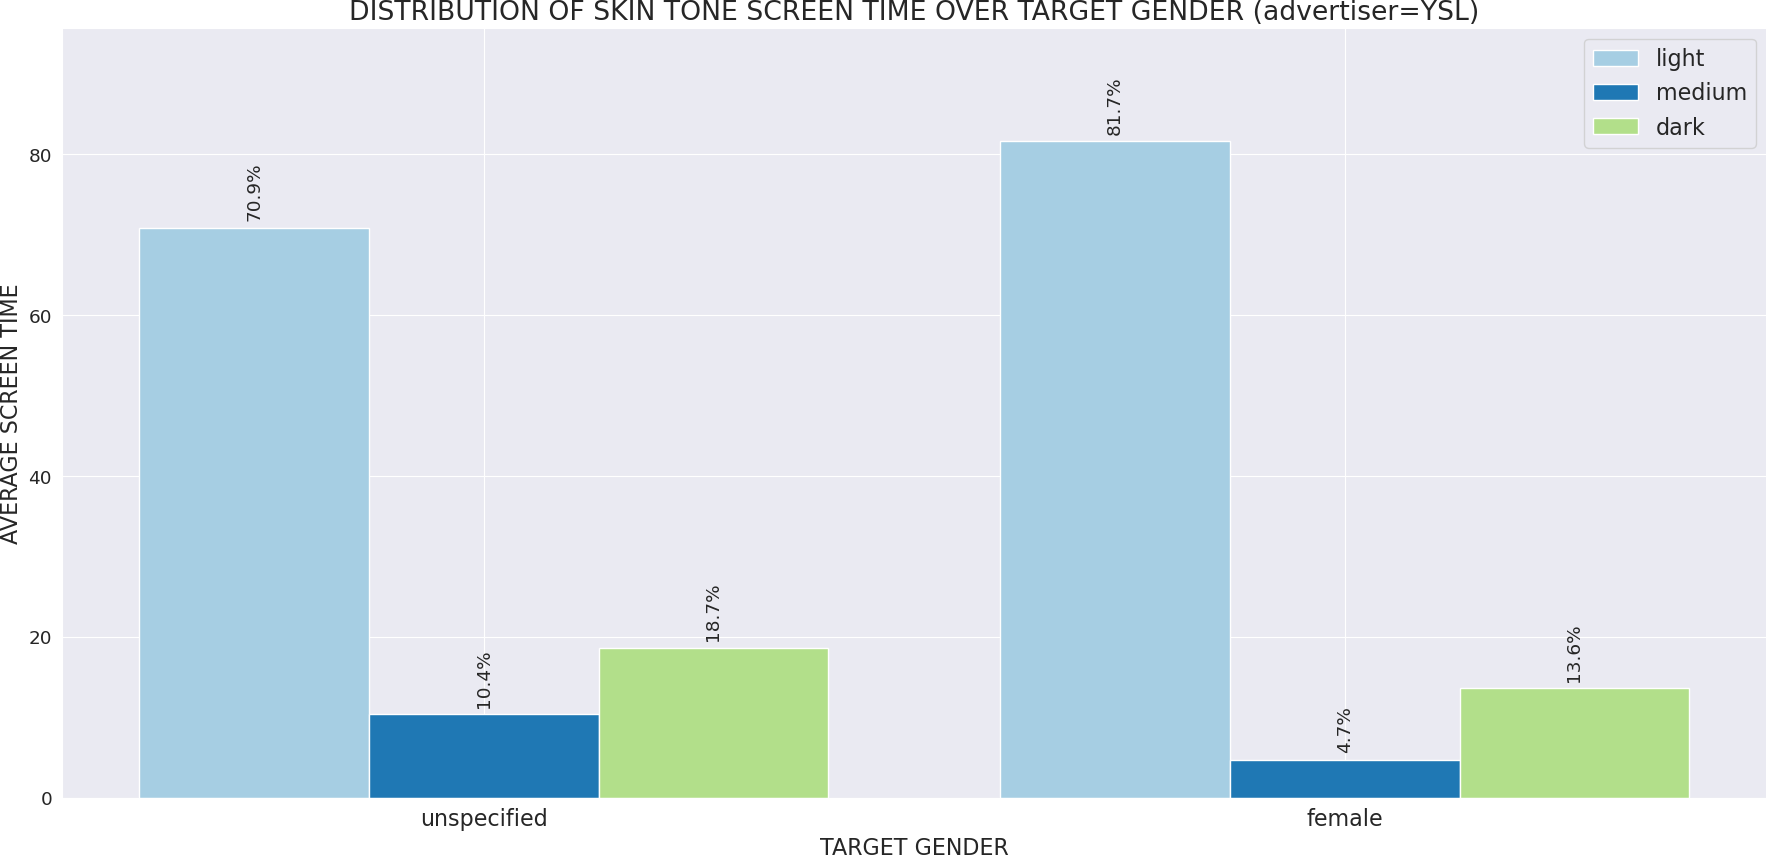 DISTRIBUTION OF SKIN TONE SCREEN TIME OVER TARGET GENDER (advertiser=YSL)
light
medium
dark
AVERAGE SCREEN TIME
80
60
40
20
0
70.9%
10.4%
18.7%
81.7%
4.7%
13.6%
unspecified
female
TARGET GENDER